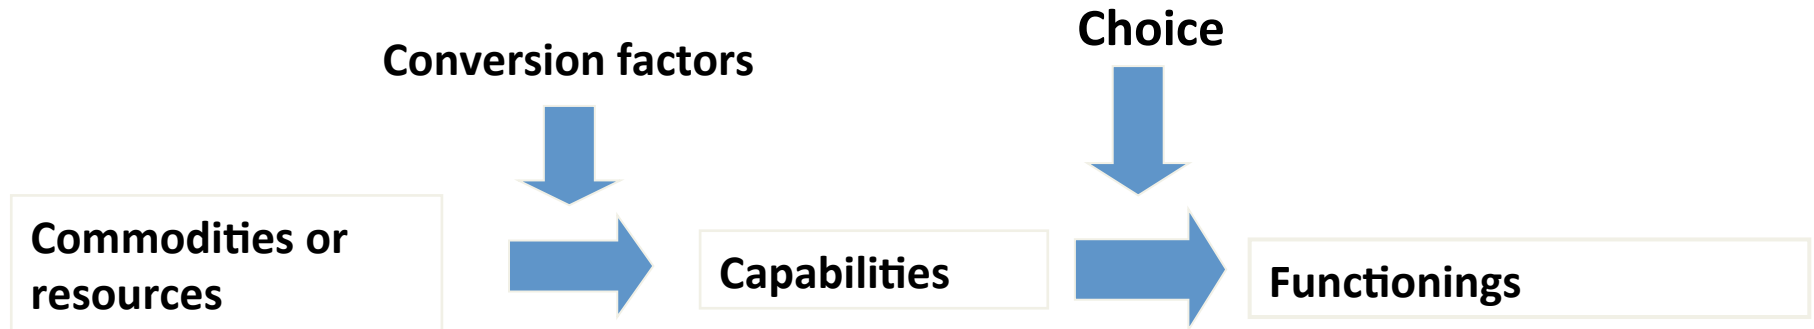 Choice
Conversion factors
Commodities or
resources
Capabilities
Functionings